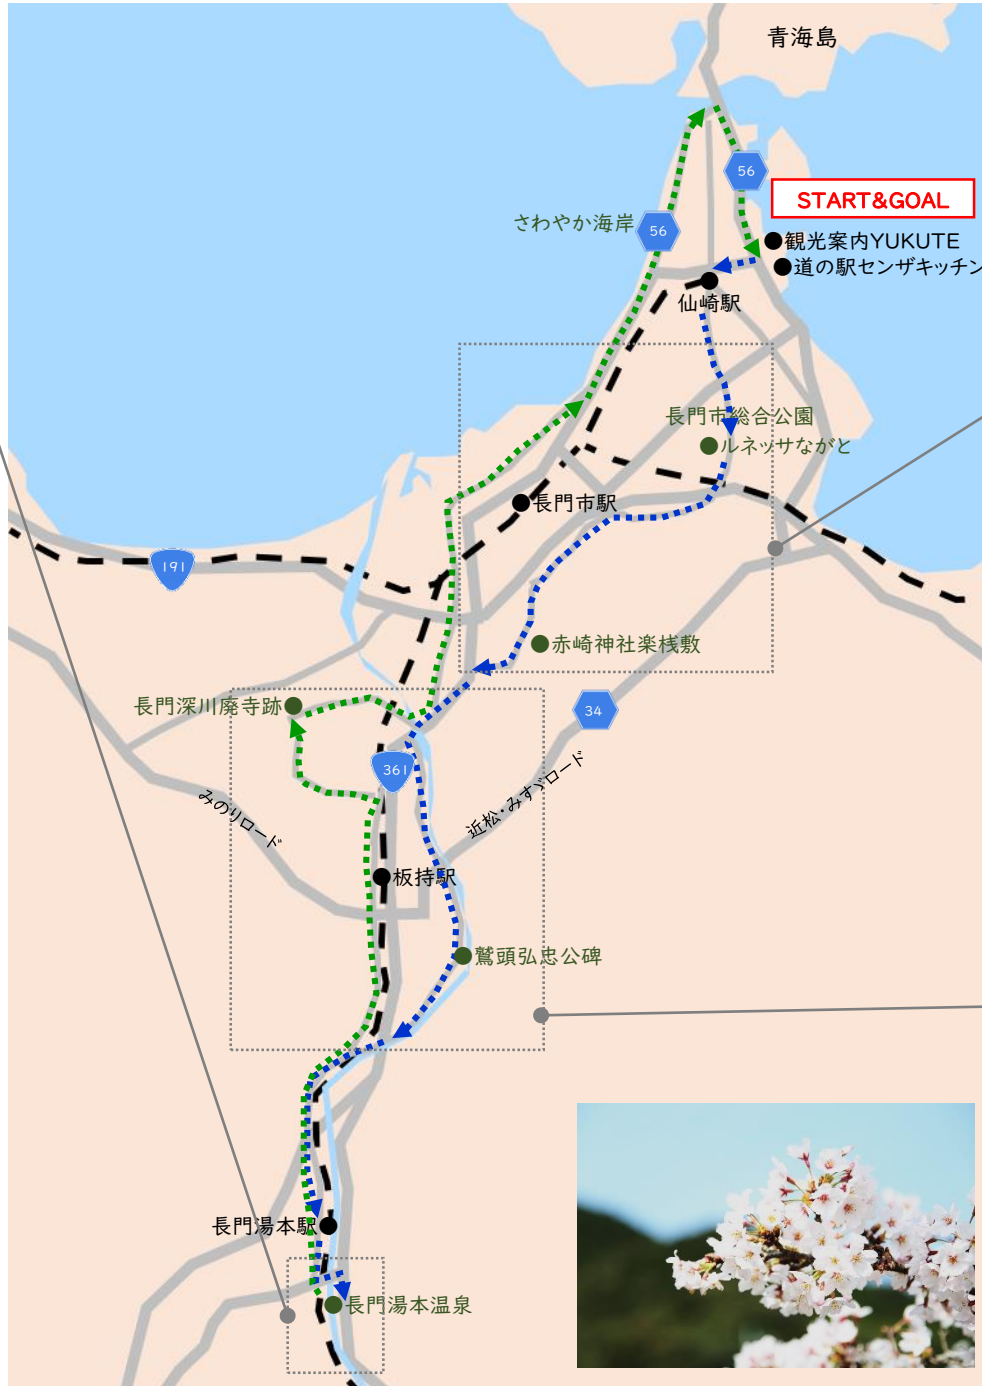 青海島
56
START&GOAL
さわやか海岸
56
観光案内YUKUTE
道の駅センザキッチン
仙崎駅
長門市総合公園
ルネッサながと
長門市駅
191
赤崎神社楽桟敷
長門深川廃寺跡
34
361
みのりロード
近松・みすゞロード
板持駅
鷲頭弘忠公碑
長門湯本駅
長門湯本温泉